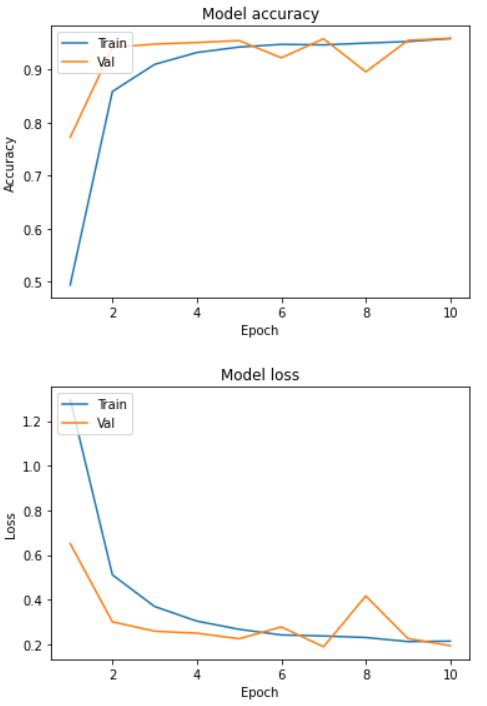 Model accuracy
Train
Val
0.9
0.8
0.7
0.6
0.5
Accuracy
2 4 6 8 10
Epoch
Model loss
Train
Val
1.2
1.0
0.8
0.6
0.4
0.2
Loss
2 4 6 8 10
Epoch